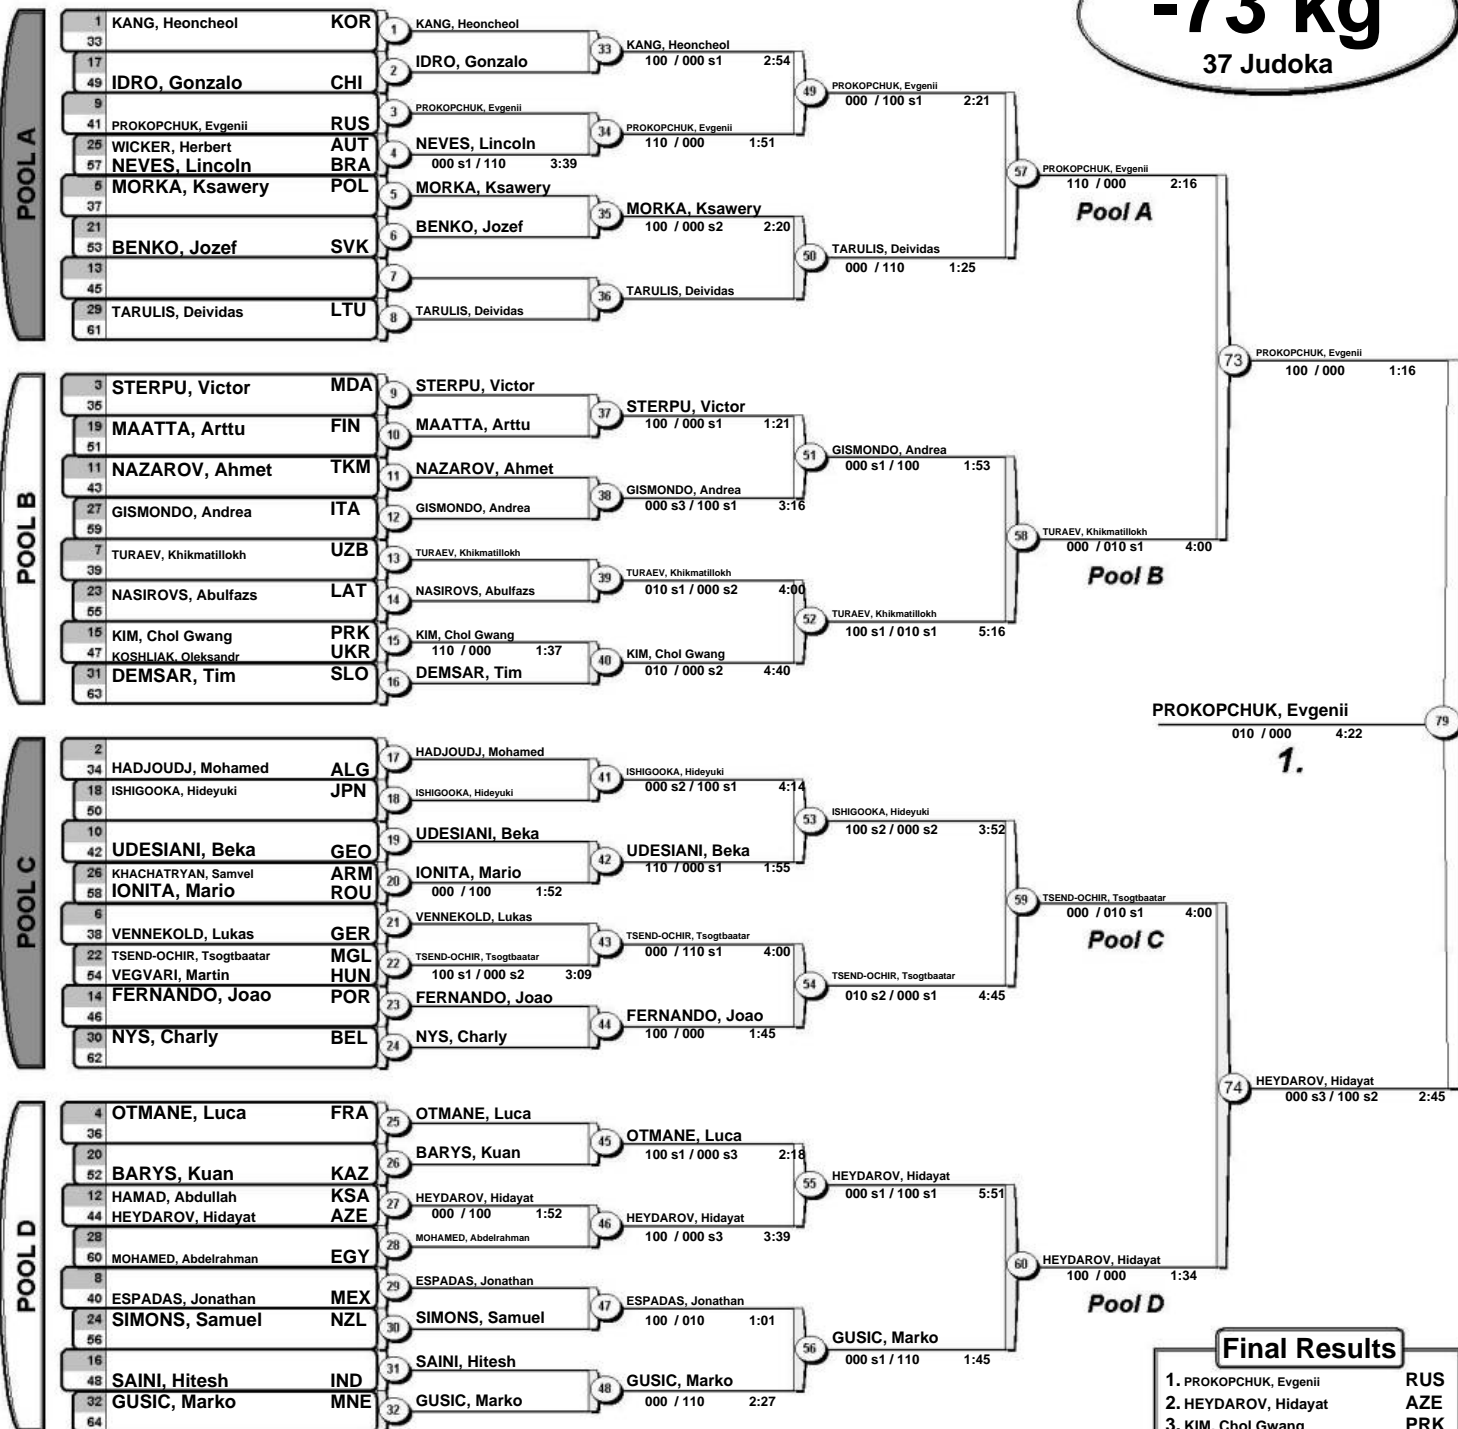 -73 kg
37 Judoka
POOL A
1 KANG, Heoncheol KOR
33
17
49 IDRO, Gonzalo CHI
9
41 PROKOPCHUK, Evgenii RUS
25 WICKER, Herbert AUT
57 NEVES, Lincoln BRA
5 MORKA, Ksawery POL
37
21
53 BENKO, Jozef SVK
13
45
29 TARULIS, Deividas LTU
61
1 KANG, Heoncheol
2 IDRO, Gonzalo
3 PROKOPCHUK, Evgenii
4 NEVES, Lincoln
000 s1 / 110 3:39
5 MORKA, Ksawery
6 BENKO, Jozef
7
8 TARULIS, Deividas
33 KANG, Heoncheol
100 / 000 s1 2:54
34 PROKOPCHUK, Evgenii
110 / 000 1:51
35 MORKA, Ksawery
100 / 000 s2 2:20
36 TARULIS, Deividas
49 PROKOPCHUK, Evgenii
000 / 100 s1 2:21
50 TARULIS, Deividas
000 / 110 1:25
57 PROKOPCHUK, Evgenii
110 / 000 2:16
Pool A
POOL B
3 STERPU, Victor MDA
35
19 MAATTA, Arttu FIN
51
11 NAZAROV, Ahmet TKM
43
27 GISMONDO, Andrea ITA
59
7 TURAEV, Khikmatillokh UZB
39
23 NASIROVS, Abulfazs LAT
55
15 KIM, Chol Gwang PRK
47 KOSHLIAK, Oleksandr UKR
31 DEMSAR, Tim SLO
63
9 STERPU, Victor
10 MAATTA, Arttu
11 NAZAROV, Ahmet
12 GISMONDO, Andrea
13 TURAEV, Khikmatillokh
14 NASIROVS, Abulfazs
15 KIM, Chol Gwang
110 / 000 1:37
16 DEMSAR, Tim
37 STERPU, Victor
100 / 000 s1 1:21
38 GISMONDO, Andrea
000 s3 / 100 s1 3:16
39 TURAEV, Khikmatillokh
010 s1 / 000 s2 4:00
40 KIM, Chol Gwang
010 / 000 s2 4:40
51 GISMONDO, Andrea
000 s1 / 100 1:53
52 TURAEV, Khikmatillokh
100 s1 / 010 s1 5:16
58 TURAEV, Khikmatillokh
000 / 010 s1 4:00
Pool B
73 PROKOPCHUK, Evgenii
100 / 000 1:16
PROKOPCHUK, Evgenii 79
010 / 000 4:22
1.
POOL C
2
34 HADJOUDJ, Mohamed ALG
18 ISHIGOOKA, Hideyuki JPN
50
10
42 UDESIANI, Beka GEO
26 KHACHATRYAN, Samvel ARM
58 IONITA, Mario ROU
6
38 VENNEKOLD, Lukas GER
22 TSEND-OCHIR, Tsogtbaatar MGL
54 VEGVARI, Martin HUN
14 FERNANDO, Joao POR
46
30 NYS, Charly BEL
62
17 HADJOUDJ, Mohamed
18 ISHIGOOKA, Hideyuki
19 UDESIANI, Beka
20 IONITA, Mario
000 / 100 1:52
21 VENNEKOLD, Lukas
22 TSEND-OCHIR, Tsogtbaatar
100 s1 / 000 s2 3:09
23 FERNANDO, Joao
24 NYS, Charly
41 ISHIGOOKA, Hideyuki
000 s2 / 100 s1 4:14
42 UDESIANI, Beka
110 / 000 s1 1:55
43 TSEND-OCHIR, Tsogtbaatar
000 / 110 s1 4:00
44 FERNANDO, Joao
100 / 000 1:45
53 ISHIGOOKA, Hideyuki
100 s2 / 000 s2 3:52
54 TSEND-OCHIR, Tsogtbaatar
010 s2 / 000 s1 4:45
59 TSEND-OCHIR, Tsogtbaatar
000 / 010 s1 4:00
Pool C
74 HEYDAROV, Hidayat
000 s3 / 100 s2 2:45
POOL D
4 OTMANE, Luca FRA
36
20
52 BARYS, Kuan KAZ
12 HAMAD, Abdullah KSA
44 HEYDAROV, Hidayat AZE
28
60 MOHAMED, Abdelrahman EGY
8
40 ESPADAS, Jonathan MEX
24 SIMONS, Samuel NZL
56
16
48 SAINI, Hitesh IND
32 GUSIC, Marko MNE
64
25 OTMANE, Luca
26 BARYS, Kuan
27 HEYDAROV, Hidayat
000 / 100 1:52
28 MOHAMED, Abdelrahman
29 ESPADAS, Jonathan
30 SIMONS, Samuel
31 SAINI, Hitesh
32 GUSIC, Marko
45 OTMANE, Luca
100 s1 / 000 s3 2:18
46 HEYDAROV, Hidayat
100 / 000 s3 3:39
47 ESPADAS, Jonathan
100 / 010 1:01
48 GUSIC, Marko
000 / 110 2:27
55 HEYDAROV, Hidayat
000 s1 / 100 s1 5:51
56 GUSIC, Marko
000 s1 / 110 1:45
60 HEYDAROV, Hidayat
100 / 000 1:34
Pool D
Final Results
1. PROKOPCHUK, Evgenii RUS
2. HEYDAROV, Hidayat AZE
3. KIM, Chol Gwang PRK